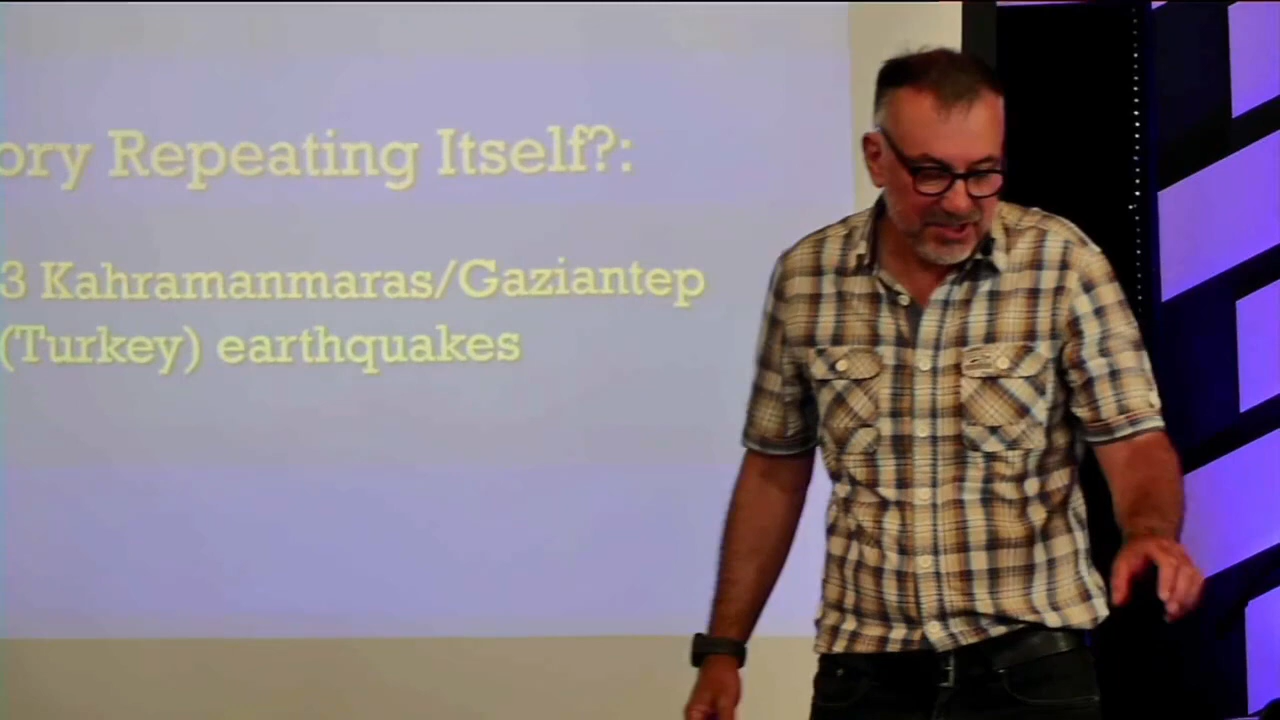 ory Repeating Itself?:
3 Kahramanmaras/Gaziantep
(Turkey) earthquakes